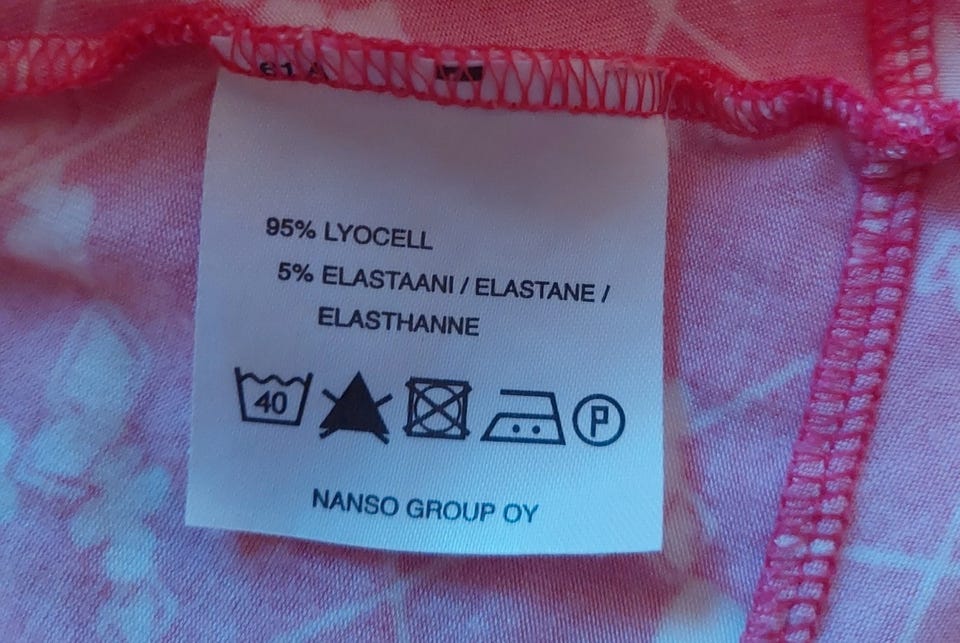 95% LYOCELL
5% ELASTAANI / ELASTANE /
ELASTHANNE
40 P
NANSO GROUP OY